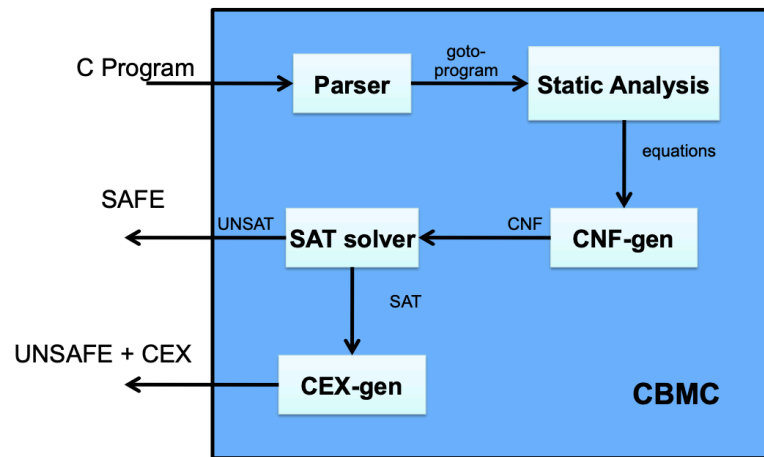 C Program
Parser
goto-
program
Static Analysis
equations
SAFE
UNSAT
SAT solver
CNF
CNF-gen
SAT
UNSAFE + CEX
CEX-gen
CBMC